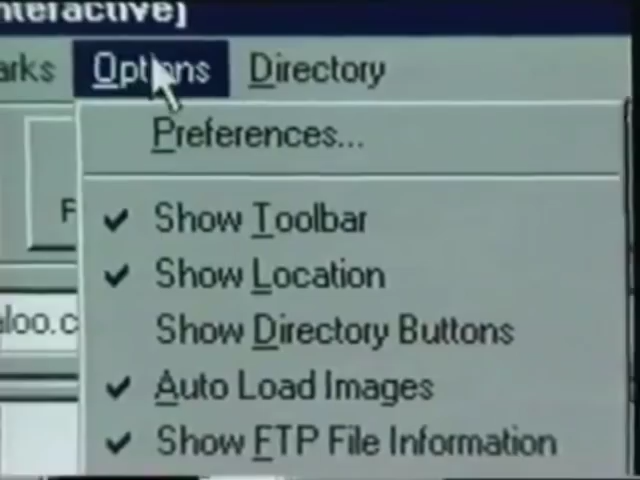 nteractive]
arks Options Directory
Preferences...
Show Toolbar
Show Location
aloo.c
Show Directory Buttons
Auto Load Images
Show FTP File Information